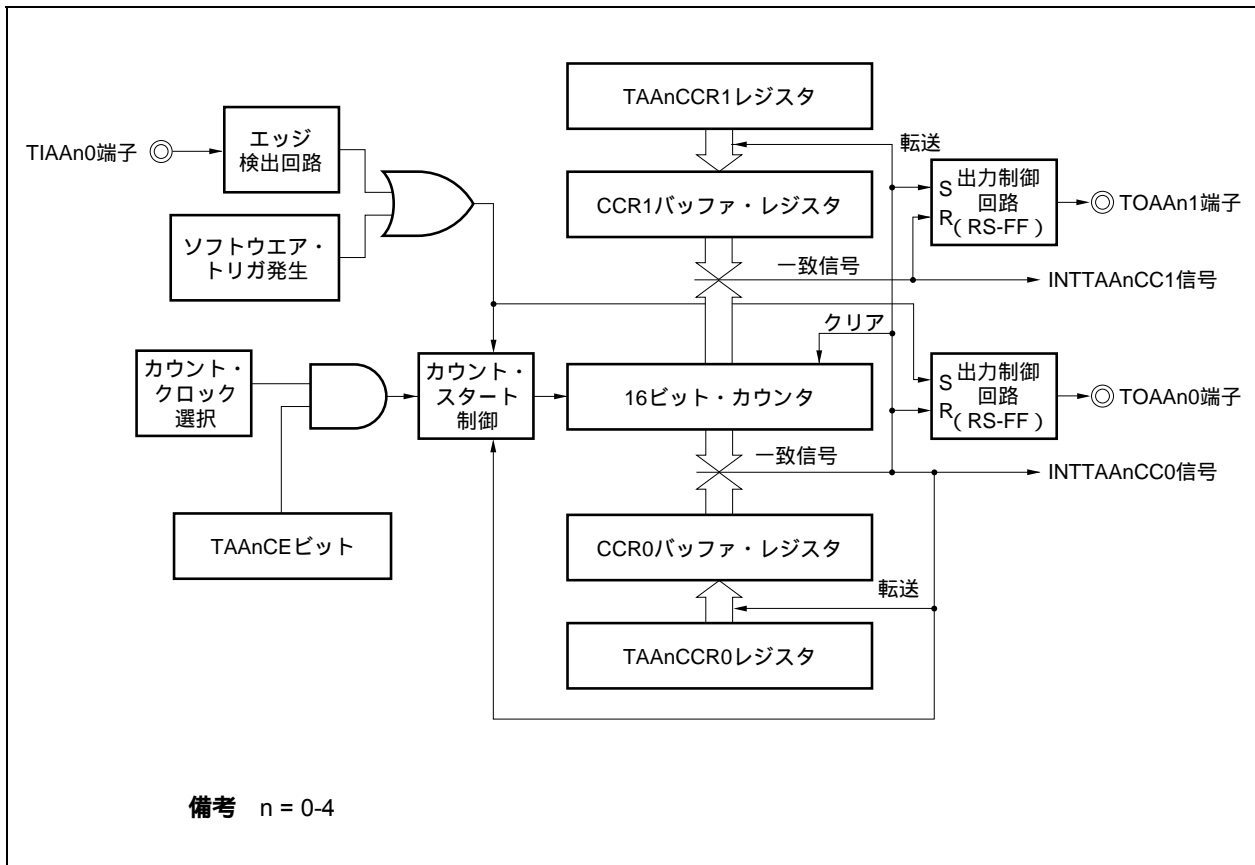 TAAnCCR1レジスタ
TIAAn0端子
エッジ
検出回路
転送
CCR1バッファ・レジスタ
S
R
出力制御
回路
（RS-FF）
TOAAn1端子
ソフトウエア・
トリガ発生
一致信号
INTTAAnCC1信号
クリア
カウント・
クロック
選択
カウント・
スタート
制御
16ビット・カウンタ
S
R
出力制御
回路
（RS-FF）
TOAAn0端子
一致信号
INTTAAnCC0信号
TAAnCEビット
CCR0バッファ・レジスタ
転送
TAAnCCR0レジスタ
備考 n = 0-4